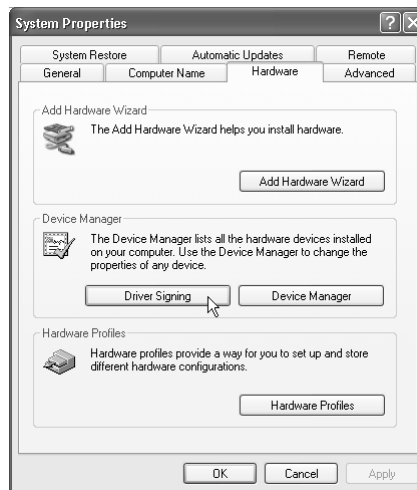 System Properties
System Restore Automatic Updates Remote
General Computer Name Hardware Advanced
Add Hardware Wizard
The Add Hardware Wizard helps you install hardware.
Add Hardware Wizard
Device Manager
The Device Manager lists all the hardware devices installed
on your computer. Use the Device Manager to change the
properties of any device.
Driver Signing Device Manager
Hardware Profiles
Hardware profiles provide a way for you to set up and store
different hardware configurations.
Hardware Profiles
OK Cancel Apply